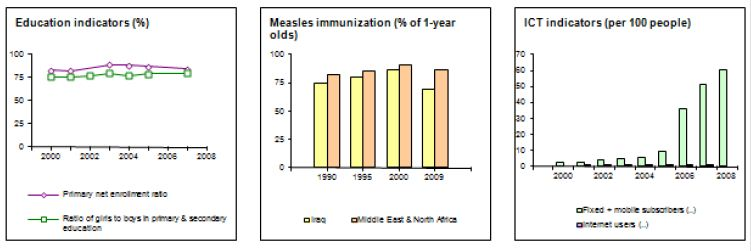 Education indicators (%)
100
75
50
25
0
2000 2002 2004 2006 2008
Primary net enrollment ratio
Ratio of girls to boys in primary & secondary
education
Measles immunization (% of 1-year
olds)
100
75
50
25
0
1990 1995 2000 2009
Iraq Middle East & North Africa
ICT indicators (per 100 people)
70
60
50
40
30
20
10
0
2000 2002 2004 2006 2008
Fixed + mobile subscribers (..)
Internet users (..)